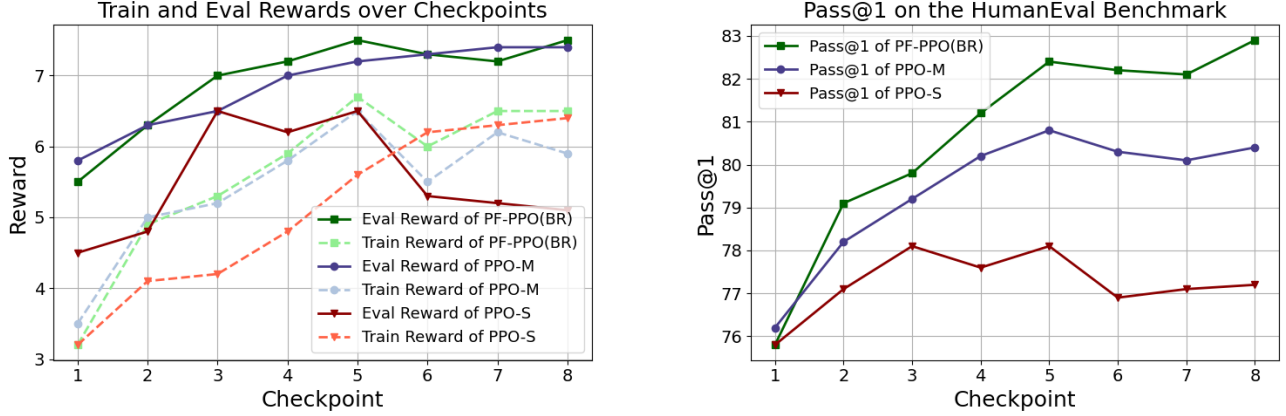 Train and Eval Rewards over Checkpoints
Reward
7
6
5
4
3
Eval Reward of PF-PPO(BR)
Train Reward of PF-PPO(BR)
Eval Reward of PPO-M
Train Reward of PPO-M
Eval Reward of PPO-S
Train Reward of PPO-S
1 2 3 4 5 6 7 8
Checkpoint
Pass@1 on the HumanEval Benchmark
Pass@1
83
82
81
80
79
78
77
76
Pass@1 of PF-PPO(BR)
Pass@1 of PPO-M
Pass@1 of PPO-S
1 2 3 4 5 6 7 8
Checkpoint